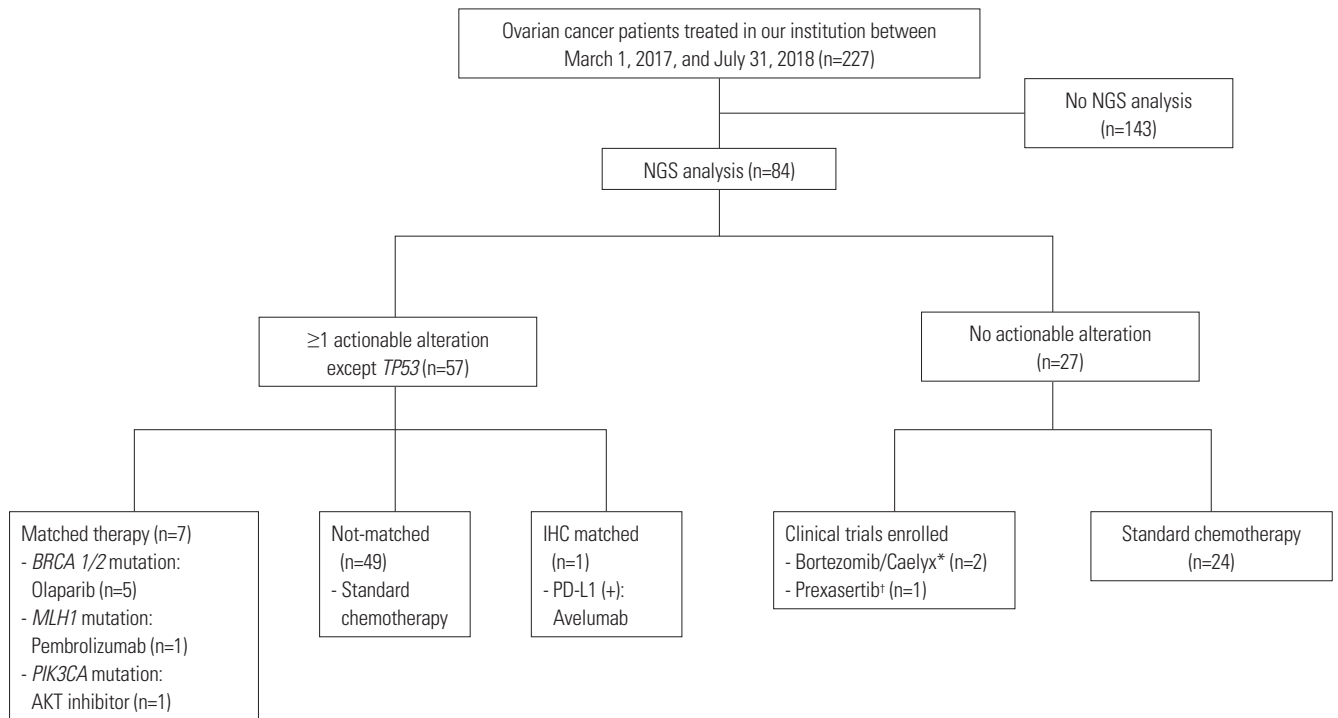 Ovarian cancer patients treated in our institution between
March 1, 2017, and July 31, 2018 (n=227)
No NGS analysis
(n=143)
NGS analysis (n=84)
≥1 actionable alteration
except TP53 (n=57)
No actionable alteration
(n=27)
Matched therapy (n=7)
- BRCA 1/2 mutation:
Olaparib (n=5)
- MLH1 mutation:
Pembrolizumab (n=1)
- PIK3CA mutation:
AKT inhibitor (n=1)
Not-matched
(n=49)
- Standard
chemotherapy
IHC matched
(n=1)
- PD-L1 (+):
Avelumab
Clinical trials enrolled
- Bortezomib/Caelyx* (n=2)
- Prexasertib† (n=1)
Standard chemotherapy
(n=24)